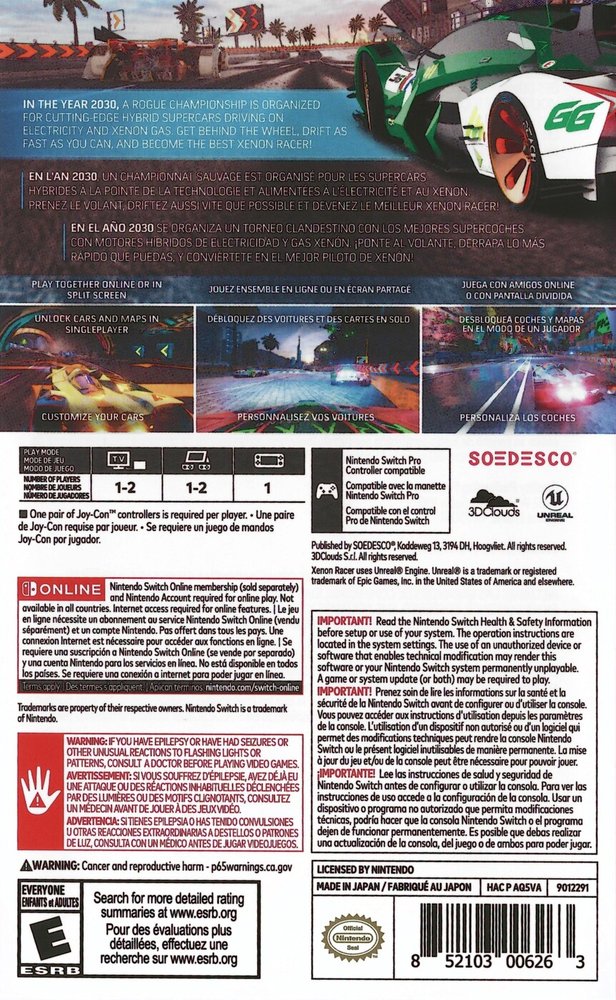 GG
IN THE YEAR 2030, A ROGUE CHAMPIONSHIP IS ORGANIZED
FOR CUTTING-EDGE HYBRID SUPERCARS DRIVING ON
ELECTRICITY AND XENON GAS. GET BEHIND THE WHEEL, DRIFT AS
FAST AS YOU CAN, AND BECOME THE BEST XENON RACER!
EN L'AN 2030, UN CHAMPIONNAT SAUVAGE EST ORGANISÉ POUR LES SUPERCARS
HYBRIDES À LA POINTE DE LA TECHNOLOGIE ET ALIMENTÉES À L'ÉLECTRICITÉ ET AU XENON.
PRENEZ LE VOLANT, DRIFTEZ AUSSI VITE QUE POSSIBLE ET DEVENEZ LE MEILLEUR XENON RACER!
EN EL AÑO 2030 SE ORGANIZA UN TORNEO CLANDESTINO CON LOS MEJORES SUPERCOCHES
CON MOTORES HÍBRIDOS DE ELECTRICIDAD Y GAS XENÓN. ¡PONTE AL VOLANTE, DERRAPA LO MÁS
RÁPIDO QUE PUEDAS, Y CONVIÉRTETE EN EL MEJOR PILOTO DE XENÓN!
PLAY TOGETHER ONLINE OR IN
SPLIT SCREEN
JOUEZ ENSEMBLE EN LIGNE OU EN ÉCRAN PARTAGÉ
JUEGA CON AMIGOS ONLINE
O CON PANTALLA DIVIDIDA
UNLOCK CARS AND MAPS IN
SINGLEPLAYER
DÉBLOQUEZ DES VOITURES ET DES CARTES EN SOLO
DESBLOQUEA COCHES Y MAPAS
EN EL MODO DE UN JUGADOR
CUSTOMIZE YOUR CARS
PERSONNALISEZ VOS VOITURES
PERSONALIZA LOS COCHES
PLAY MODE
MODE DE JEU
MODO DE JUEGO
TV
NUMBER OF PLAYERS
NOMBRE DE JOUEURS
NÚMERO DE JUGADORES
1-2
1-2
1
One pair of Joy-Con™ controllers is required per player. • Une paire
de Joy-Con requise par joueur. • Se requiere un juego de mandos
Joy-Con por jugador.
Nintendo Switch Pro
Controller compatible
Compatible avec la manette
Nintendo Switch Pro
Compatible con el control
Pro de Nintendo Switch
SOEDESCO®
3DClouds
UNREAL
ENGINE
Published by SOEDESCO®, Koddeweg 13, 3194 DH, Hoogvliet. All rights reserved.
3DClouds S.r.l. All rights reserved.
Xenon Racer uses Unreal® Engine. Unreal® is a trademark or registered
trademark of Epic Games, Inc. in the United States of America and elsewhere.
ONLINE
Nintendo Switch Online membership (sold separately)
and Nintendo Account required for online play. Not
available in all countries. Internet access required for online features. | Le jeu
en ligne nécessite un abonnement au service Nintendo Switch Online (vendu
séparément) et un compte Nintendo. Pas offert dans tous les pays. Une
connexion Internet est nécessaire pour accéder aux fonctions en ligne. | Se
requiere una suscripción a Nintendo Switch Online (se vende por separado)
y una cuenta Nintendo para los servicios en línea. No está disponible en todos
los países. Se requiere una conexión a internet para poder jugar en línea.
Terms apply. | Des termes s'appliquent. | Aplican términos. nintendo.com/switch-online
Trademarks are property of their respective owners. Nintendo Switch is a trademark
of Nintendo.
WARNING: IF YOU HAVE EPILEPSY OR HAVE HAD SEIZURES OR
OTHER UNUSUAL REACTIONS TO FLASHING LIGHTS OR
PATTERNS, CONSULT A DOCTOR BEFORE PLAYING VIDEO GAMES.
AVERTISSEMENT: SI VOUS SOUFFREZ D'ÉPILEPSIE, AVEZ DÉJÀ EU
UNE ATTAQUE OU DES RÉACTIONS INHABITUELLES DÉCLENCHÉES
PAR DES LUMIÈRES OU DES MOTIFS CLIGNOTANTS, CONSULTEZ
UN MÉDECIN AVANT DE JOUER À DES JEUX VIDÉO.
ADVERTENCIA: SI TIENES EPILEPSIA O HAS TENIDO CONVULSIONES
U OTRAS REACCIONES EXTRAORDINARIAS A DESTELLOS O PATRONES
DE LUZ, CONSULTA CON UN MÉDICO ANTES DE JUGAR VIDEOJUEGOS.
WARNING: Cancer and reproductive harm - p65warnings.ca.gov
IMPORTANT! Read the Nintendo Switch Health & Safety Information
before setup or use of your system. The operation instructions are
located in the system settings. The use of an unauthorized device or
software that enables technical modification may render this
software or your Nintendo Switch system permanently unplayable.
A game or system update (or both) may be required to play.
IMPORTANT! Prenez soin de lire les informations sur la santé et la
sécurité de la Nintendo Switch avant de configurer ou d'utiliser la console.
Vous pouvez accéder aux instructions d'utilisation depuis les paramètres
de la console. L'utilisation d'un dispositif non autorisé ou d'un logiciel qui
permet des modifications techniques peut rendre la console Nintendo
Switch ou le présent logiciel inutilisables de manière permanente. La mise
à jour du jeu et/ou de la console peut être nécessaire pour pouvoir jouer.
¡IMPORTANTE! Lee las instrucciones de salud y seguridad de
Nintendo Switch antes de configurar o utilizar la consola. Para ver las
instrucciones de uso accede a la configuración de la consola. Usar un
dispositivo o programa no autorizado que permita modificaciones
técnicas, podría hacer que la consola Nintendo Switch o el programa
dejen de funcionar permanentemente. Es posible que debas realizar
una actualización de la consola, del juego o de ambos para poder jugar.
EVERYONE
ENFANTS et ADULTES
E
ESRB
Search for more detailed rating
summaries at www.esrb.org
Pour des évaluations plus
détaillées, effectuez une
recherche sur www.esrb.org
LICENSED BY NINTENDO
MADE IN JAPAN / FABRIQUÉ AU JAPON
HAC P AQ5VA
9012291
Official
Nintendo
Seal
8 52103 00626 3